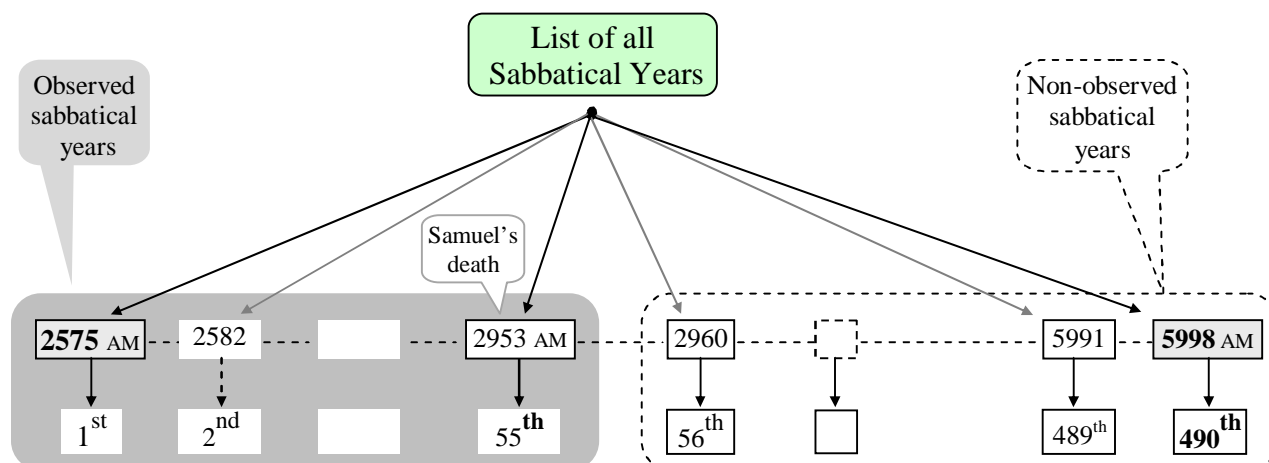 List of all
Sabbatical Years
Observed
sabbatical
years
Non-observed
sabbatical
years
Samuel's
death
2575 AM
2582
2953 AM
2960
5991
5998 AM
1st
2nd
55th
56th
489th
490th